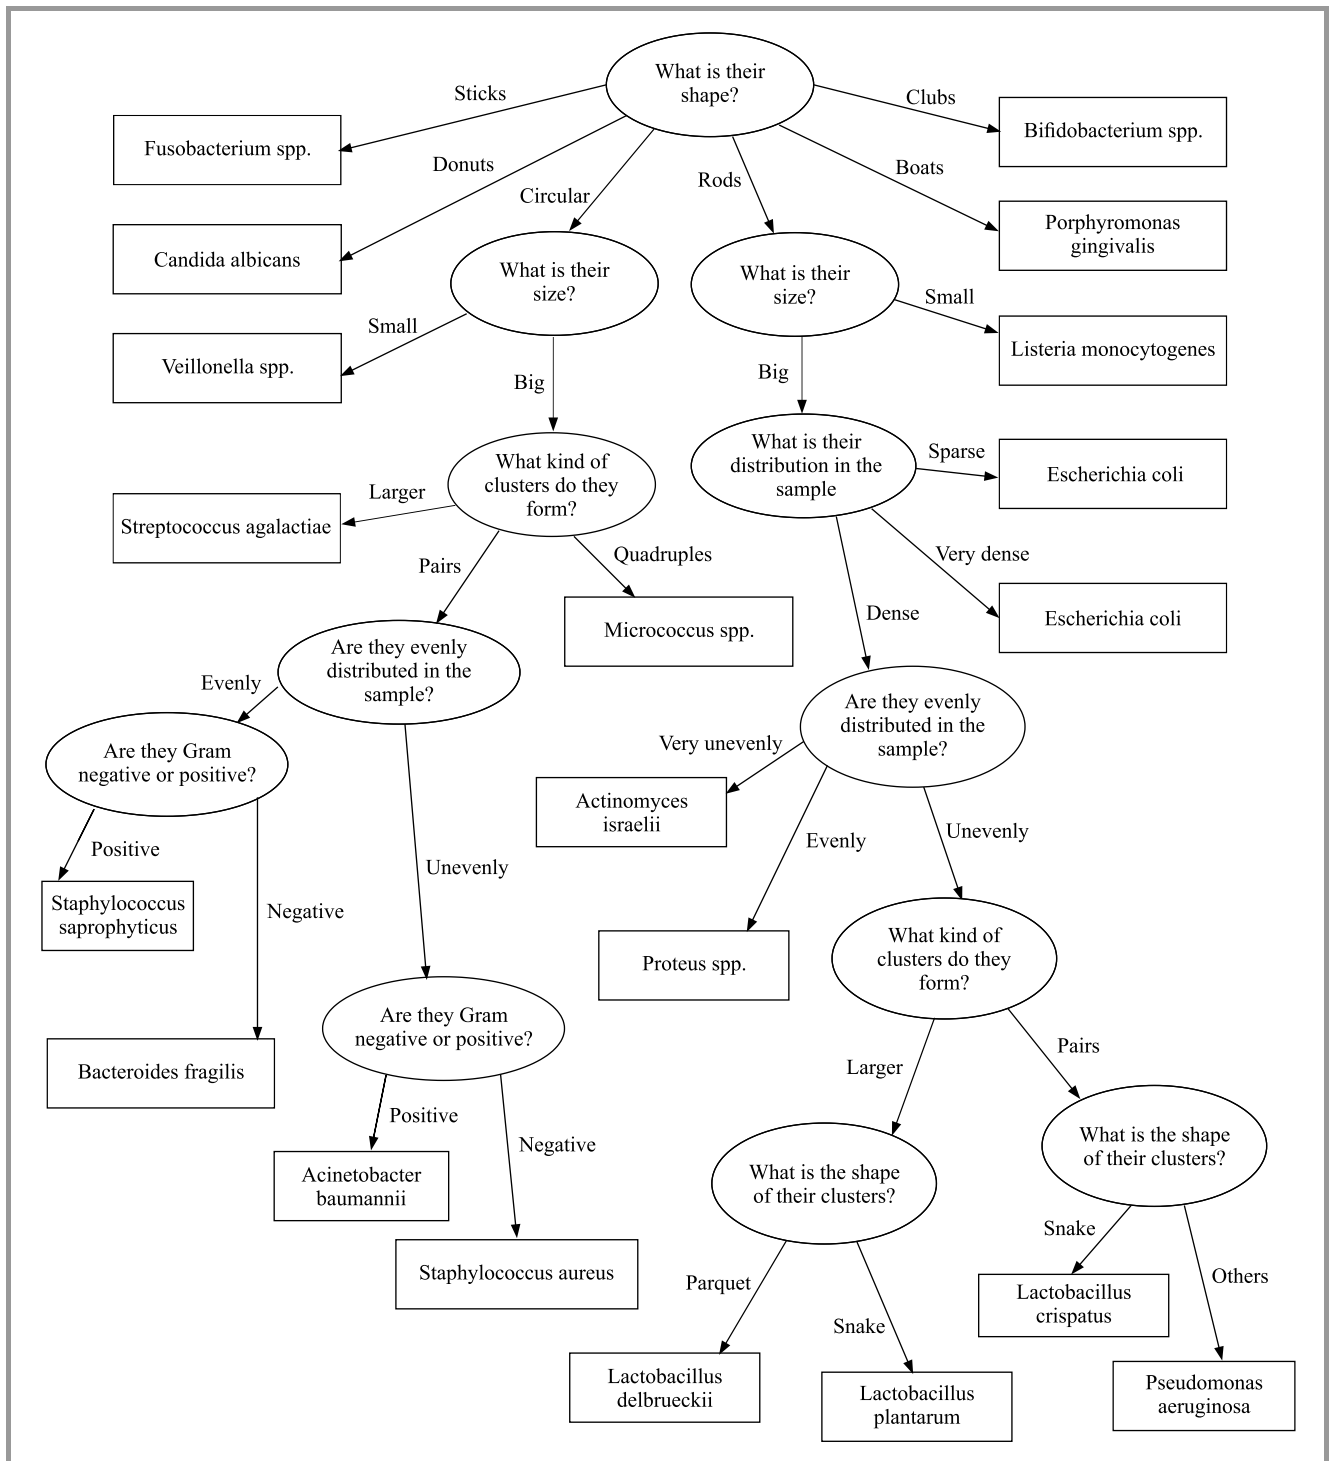 What is their
shape?
Sticks
Clubs
Fusobacterium spp.
Bifidobacterium spp.
Donuts
Circular
Rods
Boats
Candida albicans
Porphyromonas
gingivalis
What is their
size?
What is their
size?
Small
Small
Veillonella spp.
Listeria monocytogenes
Big
Big
What kind of
clusters do they
form?
What is their
distribution in the
sample
Sparse
Escherichia coli
Larger
Streptococcus agalactiae
Pairs
Quadruples
Very dense
Micrococcus spp.
Dense
Escherichia coli
Are they evenly
distributed in the
sample?
Evenly
Are they evenly
distributed in the
sample?
Are they Gram
negative or positive?
Very unevenly
Actinomyces
israelii
Evenly
Unevenly
Positive
Unevenly
Staphylococcus
saprophyticus
Negative
Proteus spp.
What kind of
clusters do they
form?
Are they Gram
negative or positive?
Bacteroides fragilis
Larger
Pairs
Positive
Negative
Acinetobacter
baumannii
What is the shape
of their clusters?
What is the shape
of their clusters?
Staphylococcus aureus
Snake
Others
Parquet
Snake
Lactobacillus
crispatus
Lactobacillus
delbrueckii
Lactobacillus
plantarum
Pseudomonas
aeruginosa